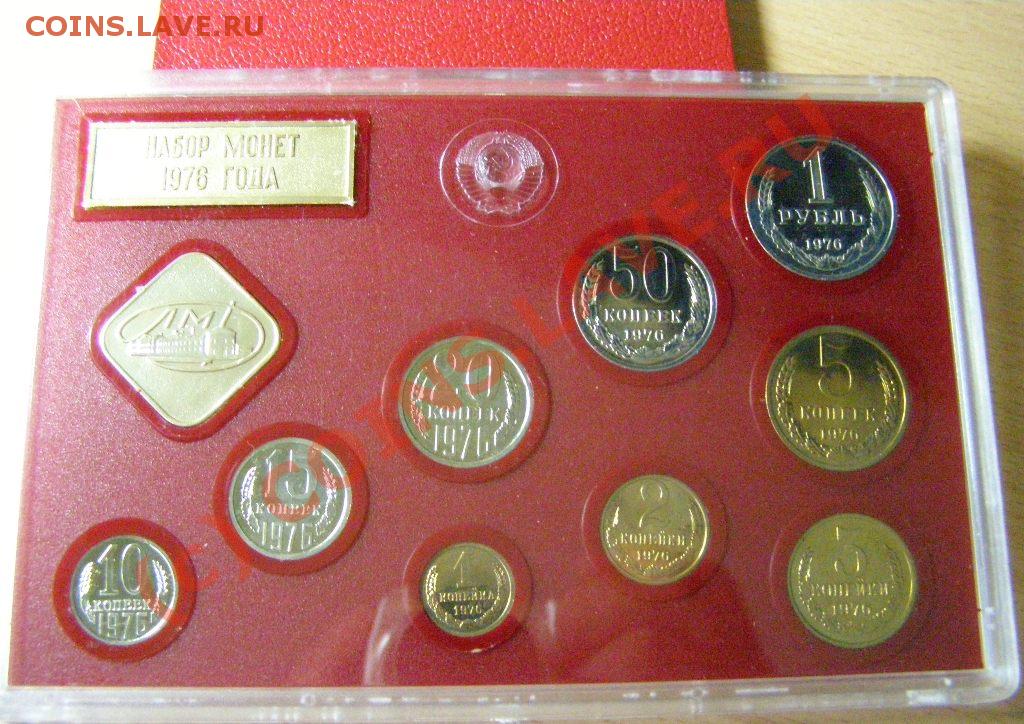 COINS.LAVE.RU
НАБОР МОНЕТ
1976 ГОДА
1
РУБЛЬ
1976
50
КОПЕЕК
1976
20
КОПЕЕК
1976
5
КОПЕЕК
1976
ЛМД
15
КОПЕЕК
1976
2
КОПЕЙКИ
1976
10
КОПЕЕК
1976
1
КОПЕЙКА
1976
3
КОПЕЙКИ
1976